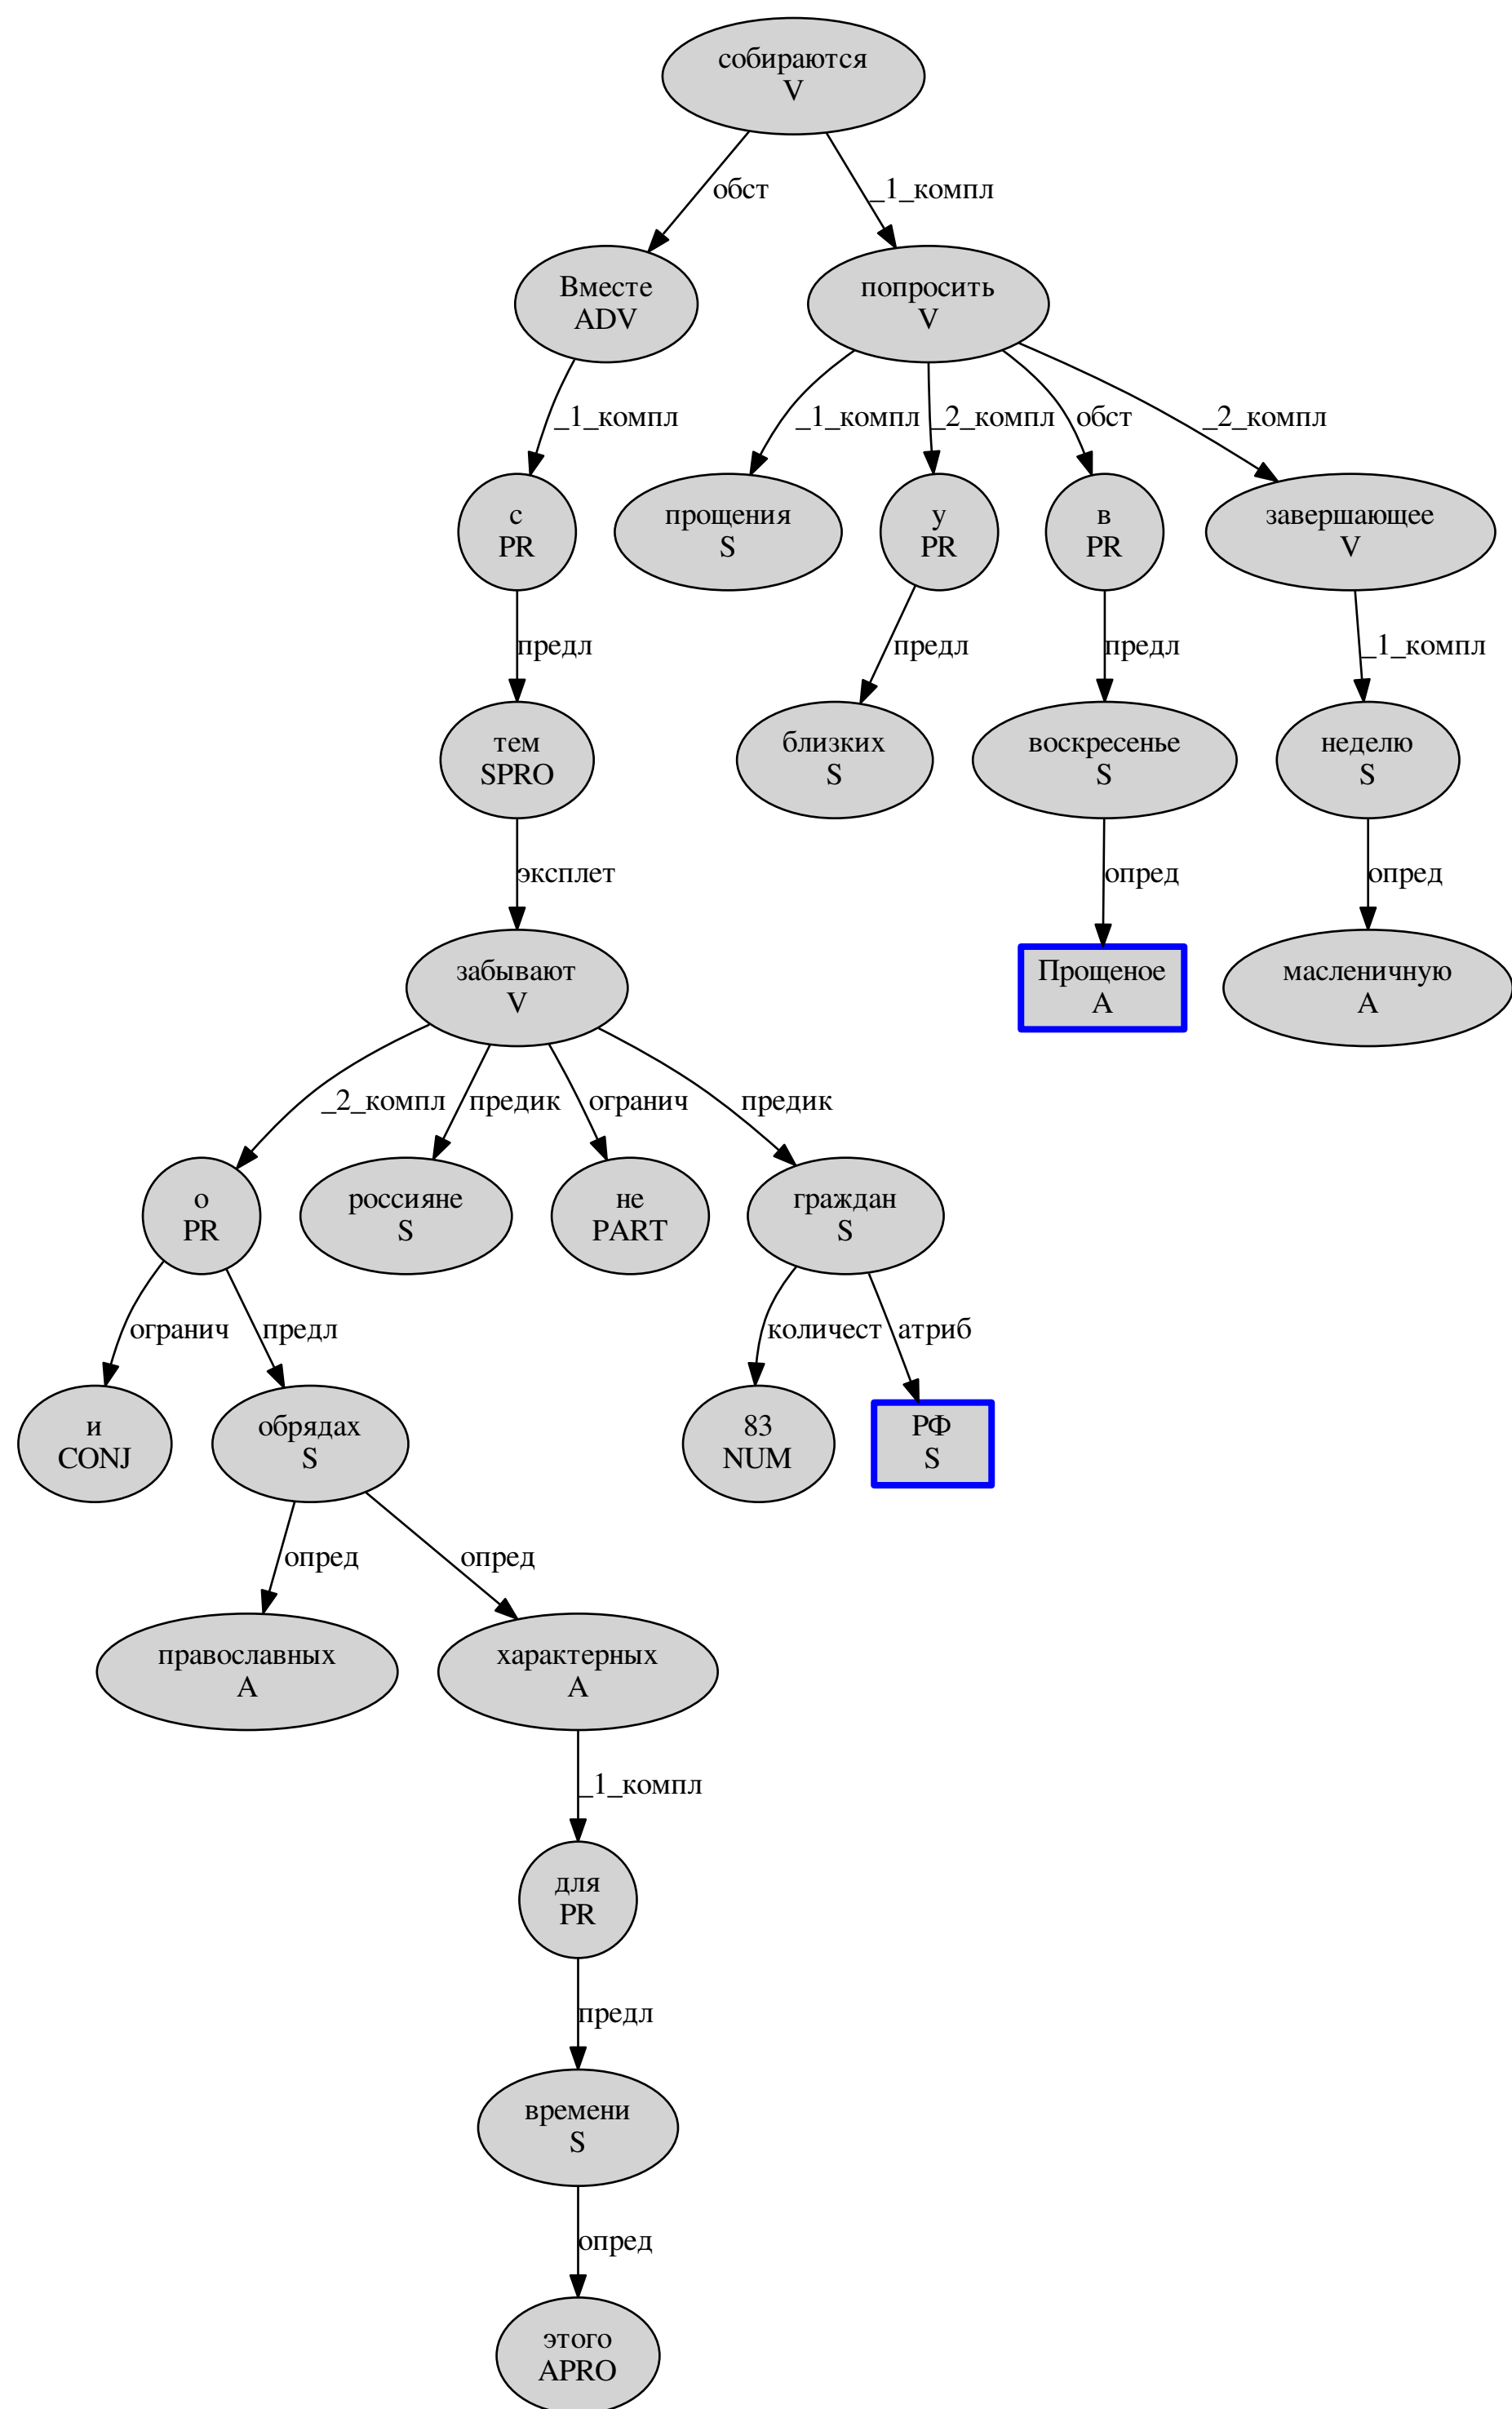 собираются
V
обст
_1_компл
Вместе
ADV
попросить
V
_1_компл
_1_компл
_2_компл
обст
_2_компл
с
PR
прощения
S
у
PR
в
PR
завершающее
V
предл
предл
предл
_1_компл
тем
SPRO
близких
S
воскресенье
S
неделю
S
эксплет
опред
опред
забывают
V
Прощеное
A
масленичную
A
_2_компл
предик
огранич
предик
о
PR
россияне
S
не
PART
граждан
S
огранич
предл
количест
атриб
и
CONJ
обрядах
S
83
NUM
РФ
S
опред
опред
православных
A
характерных
A
_1_компл
для
PR
предл
времени
S
опред
этого
APRO